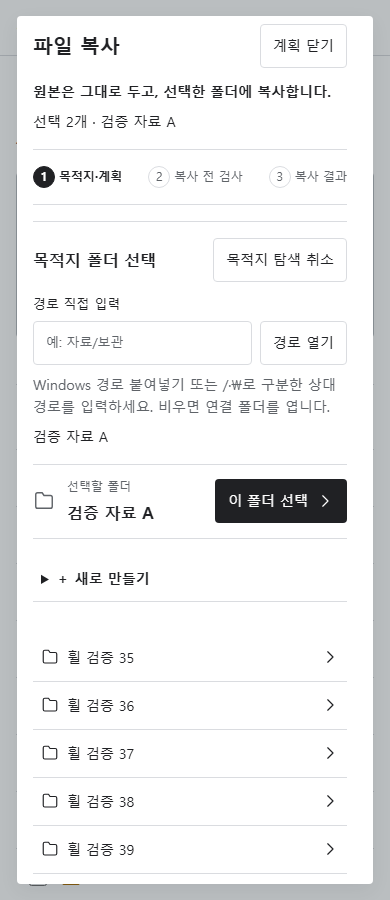 파일 복사
계획 닫기
원본은 그대로 두고, 선택한 폴더에 복사합니다.
선택 2개 · 검증 자료 A
1 목적지·계획
2 복사 전 검사
3 복사 결과
목적지 폴더 선택
목적지 탐색 취소
경로 직접 입력
예: 자료/보관
경로 열기
Windows 경로 붙여넣기 또는 /·₩로 구분한 상대
경로를 입력하세요. 비우면 연결 폴더를 엽니다.
검증 자료 A
선택할 폴더
검증 자료 A
이 폴더 선택
+ 새로 만들기
휠 검증 35
휠 검증 36
휠 검증 37
휠 검증 38
휠 검증 39